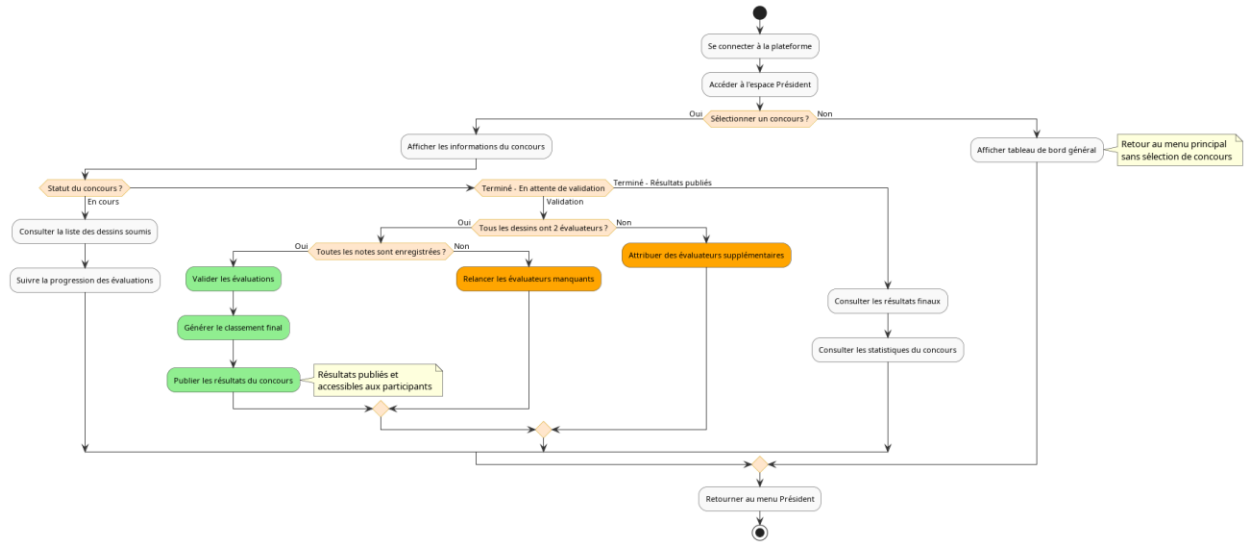 Se connecter à la plateforme
Accéder à l'espace Président
Oui
Sélectionner un concours ?
Non
Afficher les informations du concours
Afficher tableau de bord général
Retour au menu principal
sans sélection de concours
Statut du concours ?
En cours
Terminé - En attente de validation
Validation
Terminé - Résultats publiés
Consulter la liste des dessins soumis
Suivre la progression des évaluations
Oui
Tous les dessins ont 2 évaluateurs ?
Non
Oui
Toutes les notes sont enregistrées ?
Non
Attribuer des évaluateurs supplémentaires
Valider les évaluations
Relancer les évaluateurs manquants
Générer le classement final
Publier les résultats du concours
Résultats publiés et
accessibles aux participants
Consulter les résultats finaux
Consulter les statistiques du concours
Retourner au menu Président